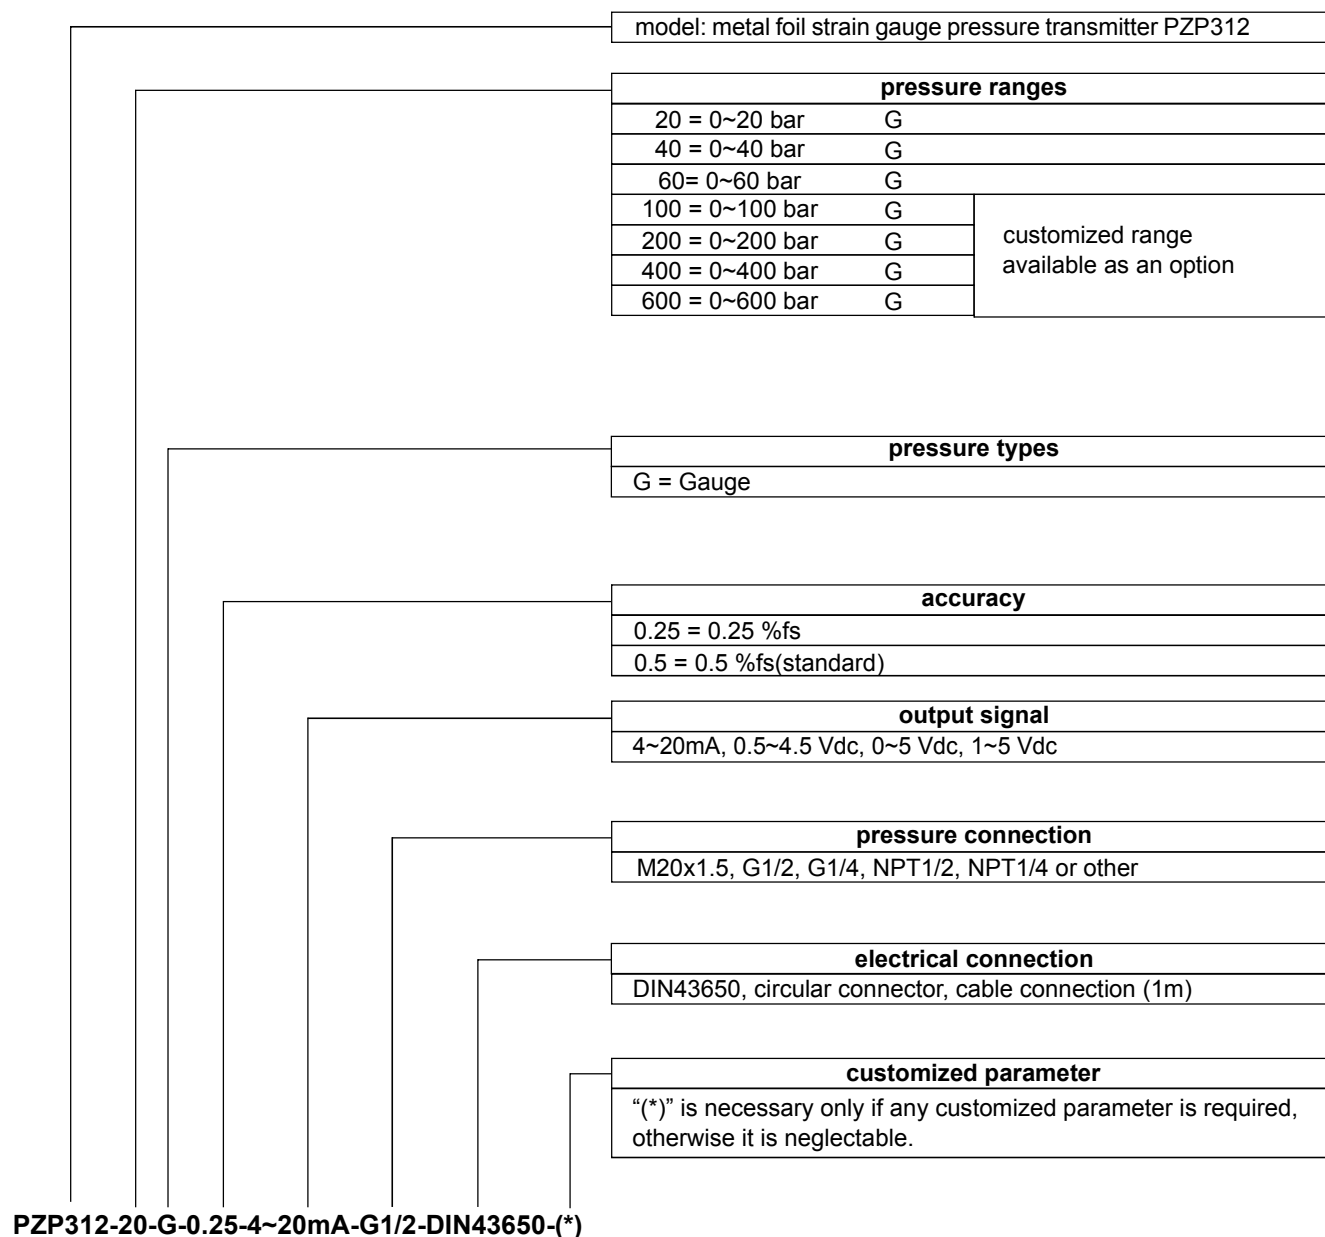 model: metal foil strain gauge pressure transmitter PZP312
pressure ranges
20 = 0~20 bar G
40 = 0~40 bar G
60= 0~60 bar G
100 = 0~100 bar G
200 = 0~200 bar G
400 = 0~400 bar G
600 = 0~600 bar G
customized range
available as an option
pressure types
G = Gauge
accuracy
0.25 = 0.25 %fs
0.5 = 0.5 %fs(standard)
output signal
4~20mA, 0.5~4.5 Vdc, 0~5 Vdc, 1~5 Vdc
pressure connection
M20x1.5, G1/2, G1/4, NPT1/2, NPT1/4 or other
electrical connection
DIN43650, circular connector, cable connection (1m)
customized parameter
“(*)” is necessary only if any customized parameter is required,
otherwise it is neglectable.
PZP312-20-G-0.25-4~20mA-G1/2-DIN43650-(*)